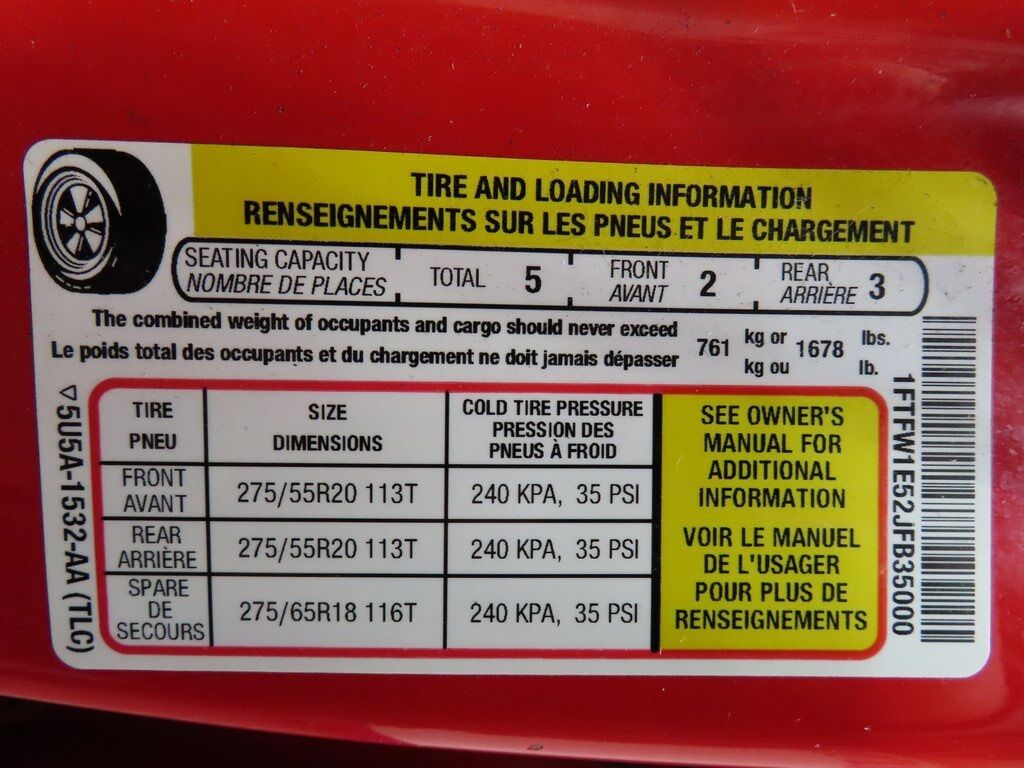 TIRE AND LOADING INFORMATION
RENSEIGNEMENTS SUR LES PNEUS ET LE CHARGEMENT
SEATING CAPACITY
NOMBRE DE PLACES
TOTAL 5
FRONT
AVANT
2
REAR
ARRIÈRE
3
The combined weight of occupants and cargo should never exceed
Le poids total des occupants et du chargement ne doit jamais dépasser
761
kg or
kg ou
1678
lbs.
lb.
TIRE
PNEU
SIZE
DIMENSIONS
COLD TIRE PRESSURE
PRESSION DES
PNEUS À FROID
FRONT
AVANT
275/55R20 113T
240 KPA, 35 PSI
REAR
ARRIÈRE
275/55R20 113T
240 KPA, 35 PSI
SPARE
DE
SECOURS
275/65R18 116T
240 KPA, 35 PSI
SEE OWNER'S
MANUAL FOR
ADDITIONAL
INFORMATION
VOIR LE MANUEL
DE L'USAGER
POUR PLUS DE
RENSEIGNEMENTS
5U5A-1532-AA (TLC)
1FTFW1E52JFB35000